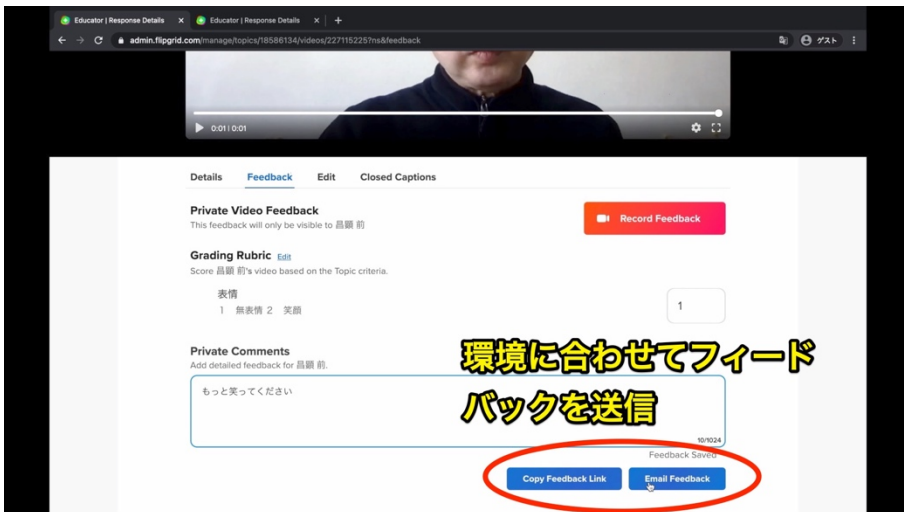 Educator | Response Details
Educator | Response Details
admin.flipgrid.com/manage/topics/18586134/videos/227115225?ns&feedback
ゲスト
0:01 | 0:01
Details Feedback Edit Closed Captions
Private Video Feedback
This feedback will only be visible to 昌顕 前
Record Feedback
Grading Rubric Edit
Score 昌顕 前's video based on the Topic criteria.
表情
1 無表情 2 笑顔
1
Private Comments
Add detailed feedback for 昌顕 前.
環境に合わせてフィード
バックを送信
もっと笑ってください
10/1024
Feedback Saved
Copy Feedback Link Email Feedback